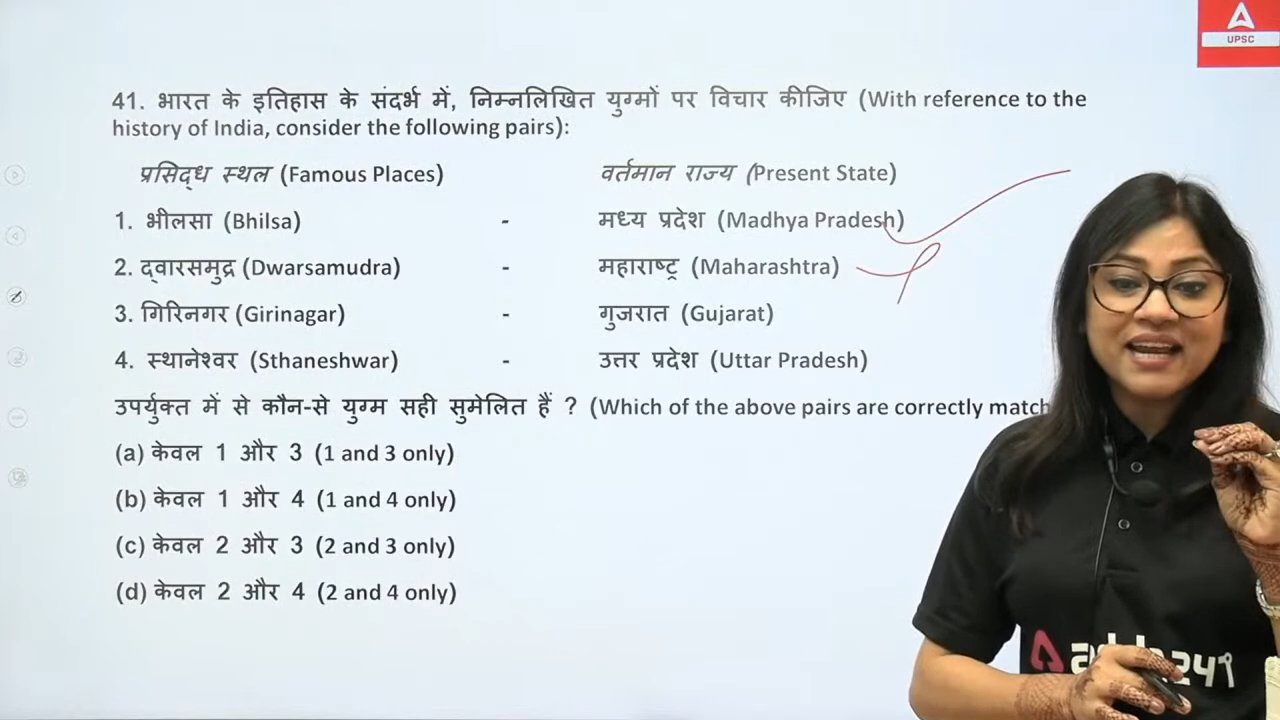 UPSC
41. भारत के इतिहास के संदर्भ में, निम्नलिखित युग्मों पर विचार कीजिए (With reference to the
history of India, consider the following pairs):
प्रसिद्ध स्थल (Famous Places) वर्तमान राज्य (Present State)
1. भीलसा (Bhilsa) - मध्य प्रदेश (Madhya Pradesh)
2. द्वारसमुद्र (Dwarsamudra) - महाराष्ट्र (Maharashtra)
3. गिरिनगर (Girinagar) - गुजरात (Gujarat)
4. स्थानेश्वर (Sthaneshwar) - उत्तर प्रदेश (Uttar Pradesh)
उपर्युक्त में से कौन-से युग्म सही सुमेलित हैं ? (Which of the above pairs are correctly match
(a) केवल 1 और 3 (1 and 3 only)
(b) केवल 1 और 4 (1 and 4 only)
(c) केवल 2 और 3 (2 and 3 only)
(d) केवल 2 और 4 (2 and 4 only)